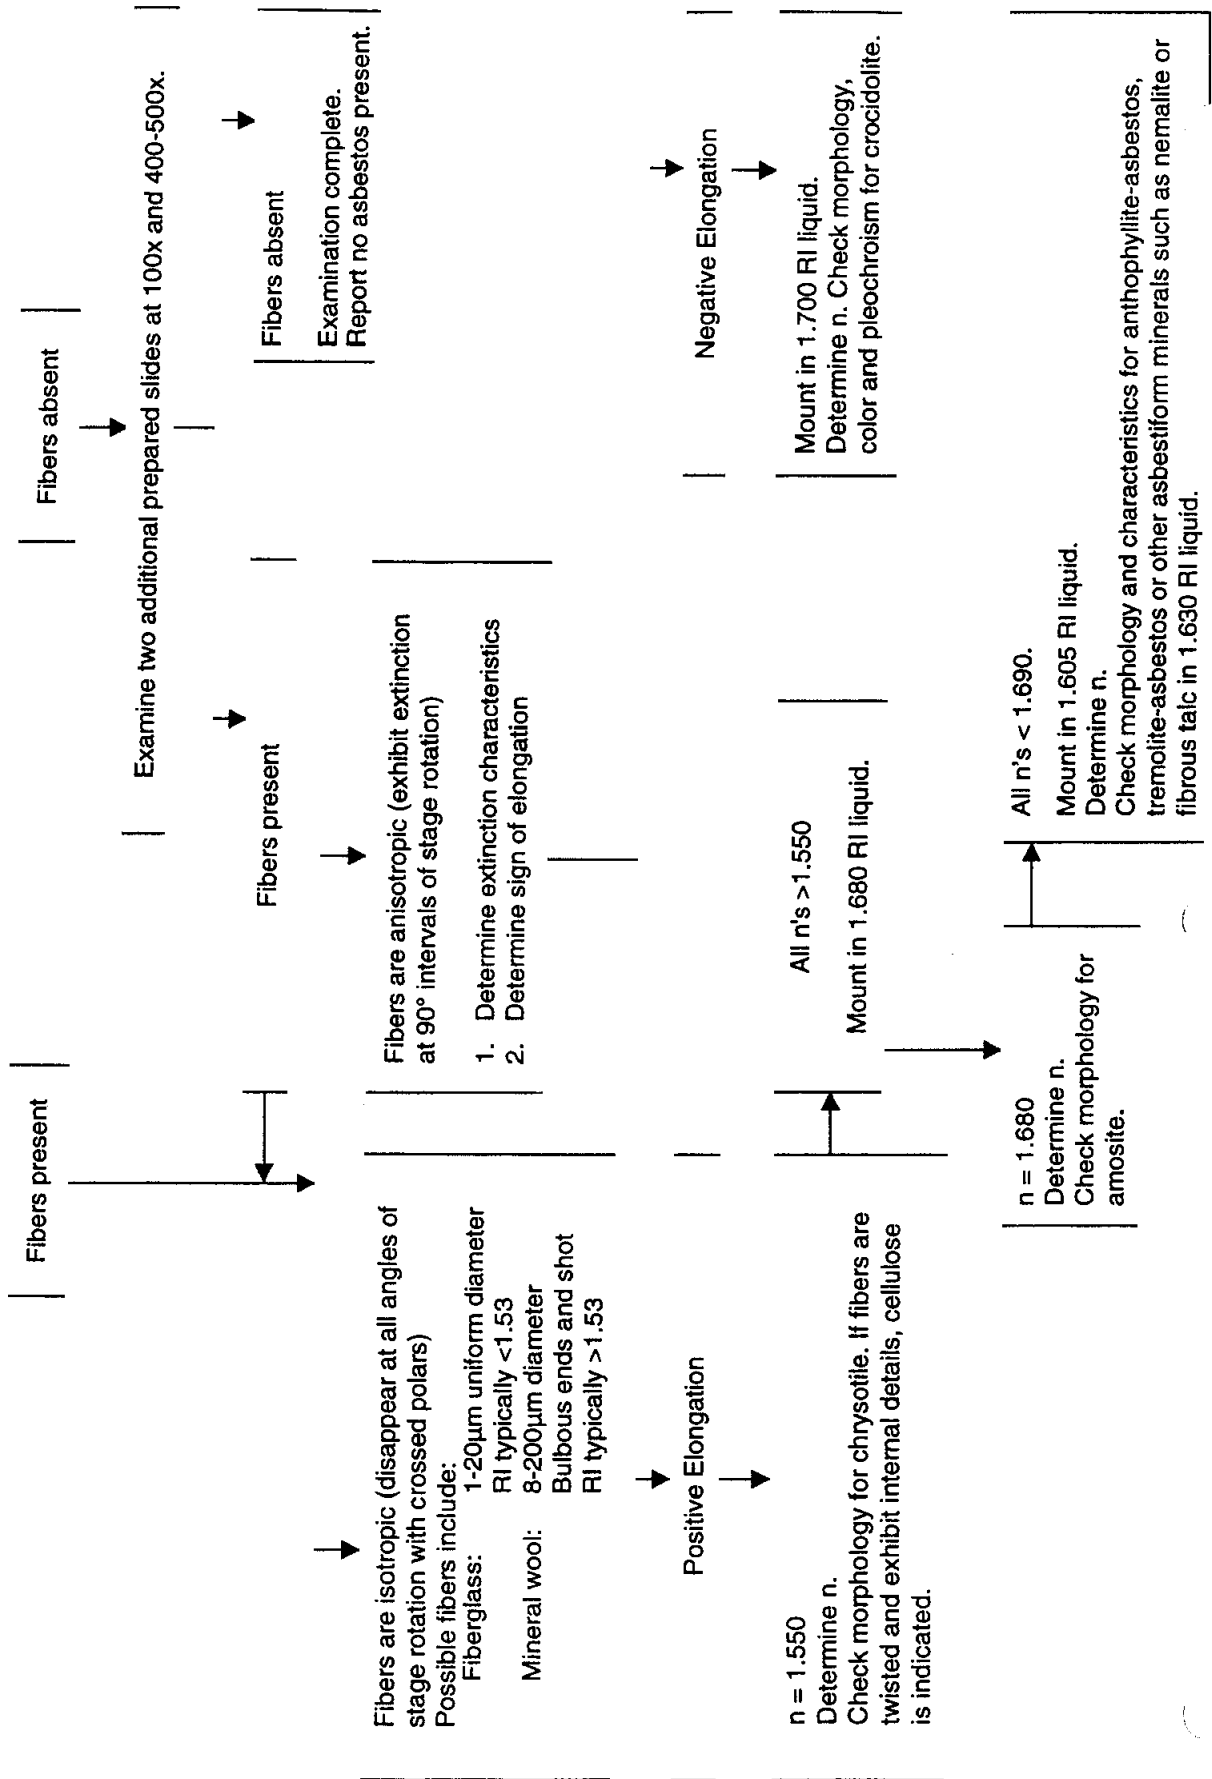 Fibers present
Fibers absent
Examine two additional prepared slides at 100x and 400-500x.
Fibers present
Fibers absent
Examination complete.
Report no asbestos present.
Fibers are isotropic (disappear at all angles of
stage rotation with crossed polars)
Possible fibers include:
Fiberglass: 1-20µm uniform diameter
RI typically <1.53
Mineral wool: 8-200µm diameter
Bulbous ends and shot
RI typically >1.53
Fibers are anisotropic (exhibit extinction
at 90° intervals of stage rotation)
1. Determine extinction characteristics
2. Determine sign of elongation
Positive Elongation
Negative Elongation
n = 1.550
Determine n.
Check morphology for chrysotile. If fibers are
twisted and exhibit internal details, cellulose
is indicated.
All n's >1.550
Mount in 1.680 RI liquid.
Mount in 1.700 RI liquid.
Determine n. Check morphology,
color and pleochroism for crocidolite.
n = 1.680
Determine n.
Check morphology for
amosite.
All n's < 1.690.
Mount in 1.605 RI liquid.
Determine n.
Check morphology and characteristics for anthophyllite-asbestos,
tremolite-asbestos or other asbestiform minerals such as nemalite or
fibrous talc in 1.630 RI liquid.